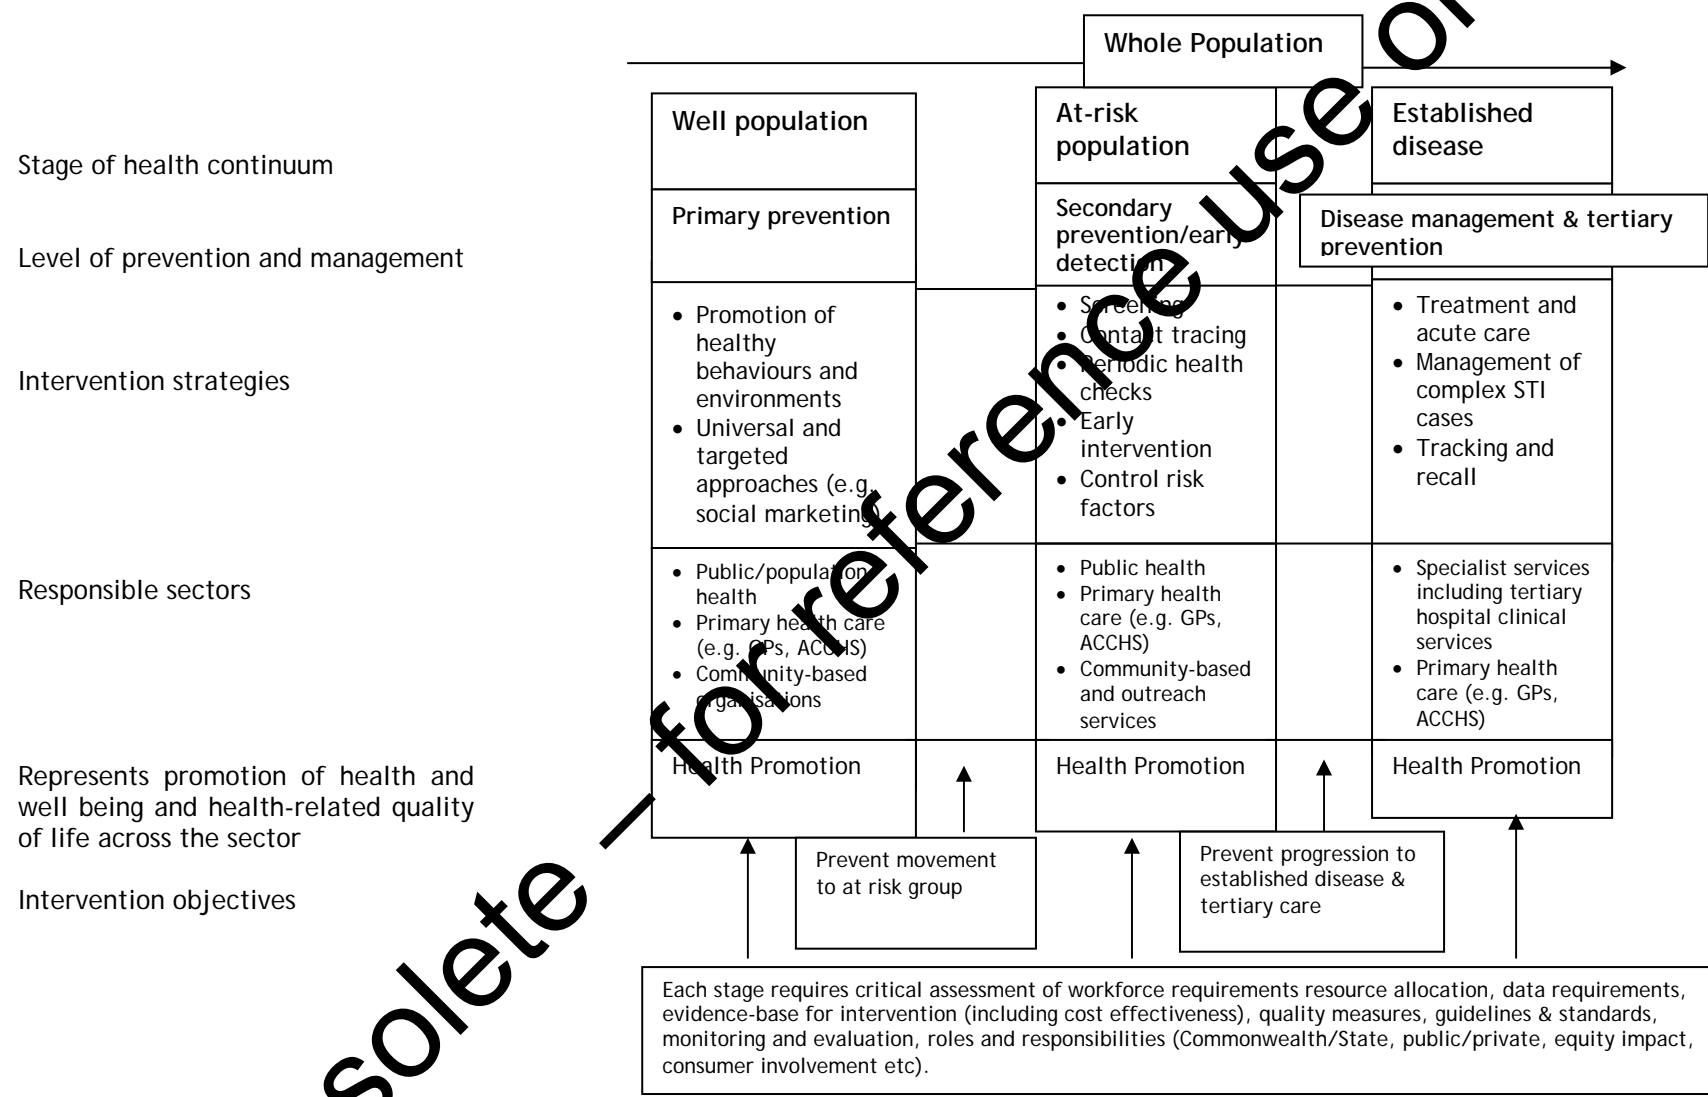 Whole Population
Well population
At-risk
population
Established
disease
Stage of health continuum
Primary prevention
Secondary
prevention/early
detection
Disease management & tertiary
prevention
Level of prevention and management
• Promotion of
healthy
behaviours and
environments
• Universal and
targeted
approaches (e.g.
social marketing)
• Screening
• Contact tracing
• Periodic health
checks
• Early
intervention
• Control risk
factors
• Treatment and
acute care
• Management of
complex STI
cases
• Tracking and
recall
Intervention strategies
Responsible sectors
• Public/population
health
• Primary health care
(e.g. GPs, ACCHS)
• Community-based
organisations
• Public health
• Primary health
care (e.g. GPs,
ACCHS)
• Community-based
and outreach
services
• Specialist services
including tertiary
hospital clinical
services
• Primary health
care (e.g. GPs,
ACCHS)
Represents promotion of health and
well being and health-related quality
of life across the sector
Health Promotion
Health Promotion
Health Promotion
Intervention objectives
Prevent movement
to at risk group
Prevent progression to
established disease &
tertiary care
Each stage requires critical assessment of workforce requirements resource allocation, data requirements,
evidence-base for intervention (including cost effectiveness), quality measures, guidelines & standards,
monitoring and evaluation, roles and responsibilities (Commonwealth/State, public/private, equity impact,
consumer involvement etc).
solete – for reference use